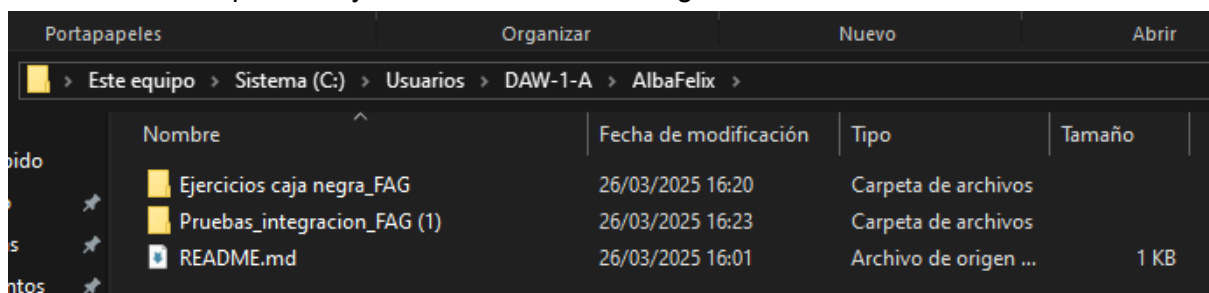 Portapapeles Organizar Nuevo Abrir
Este equipo > Sistema (C:) > Usuarios > DAW-1-A > AlbaFelix >
Nombre Fecha de modificación Tipo Tamaño
Ejercicios caja negra_FAG 26/03/2025 16:20 Carpeta de archivos
Pruebas_integracion_FAG (1) 26/03/2025 16:23 Carpeta de archivos
README.md 26/03/2025 16:01 Archivo de origen ... 1 KB